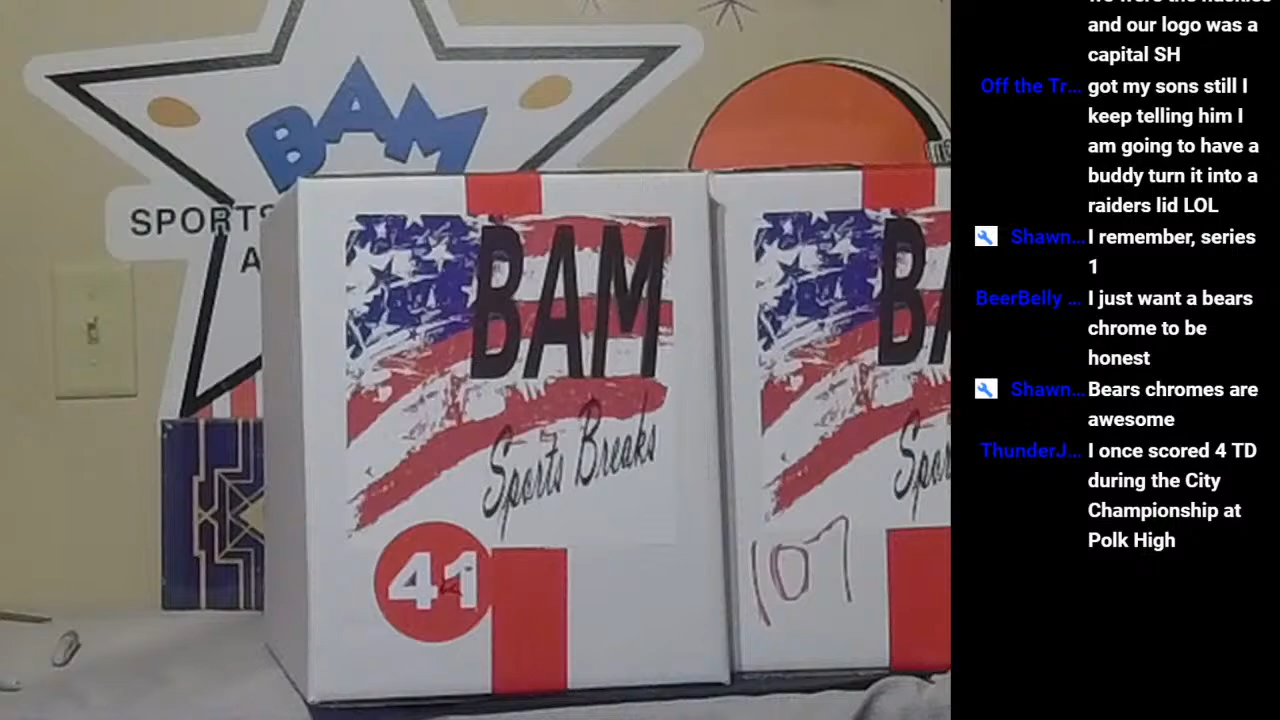 BAM
SPORTS
A
BAM
Sports Breaks
41
BA
Spor
107
and our logo was a
capital SH
Off the Tr... got my sons still I
keep telling him I
am going to have a
buddy turn it into a
raiders lid LOL
Shawn... I remember, series
1
BeerBelly ... I just want a bears
chrome to be
honest
Shawn... Bears chromes are
awesome
ThunderJ... I once scored 4 TD
during the City
Championship at
Polk High